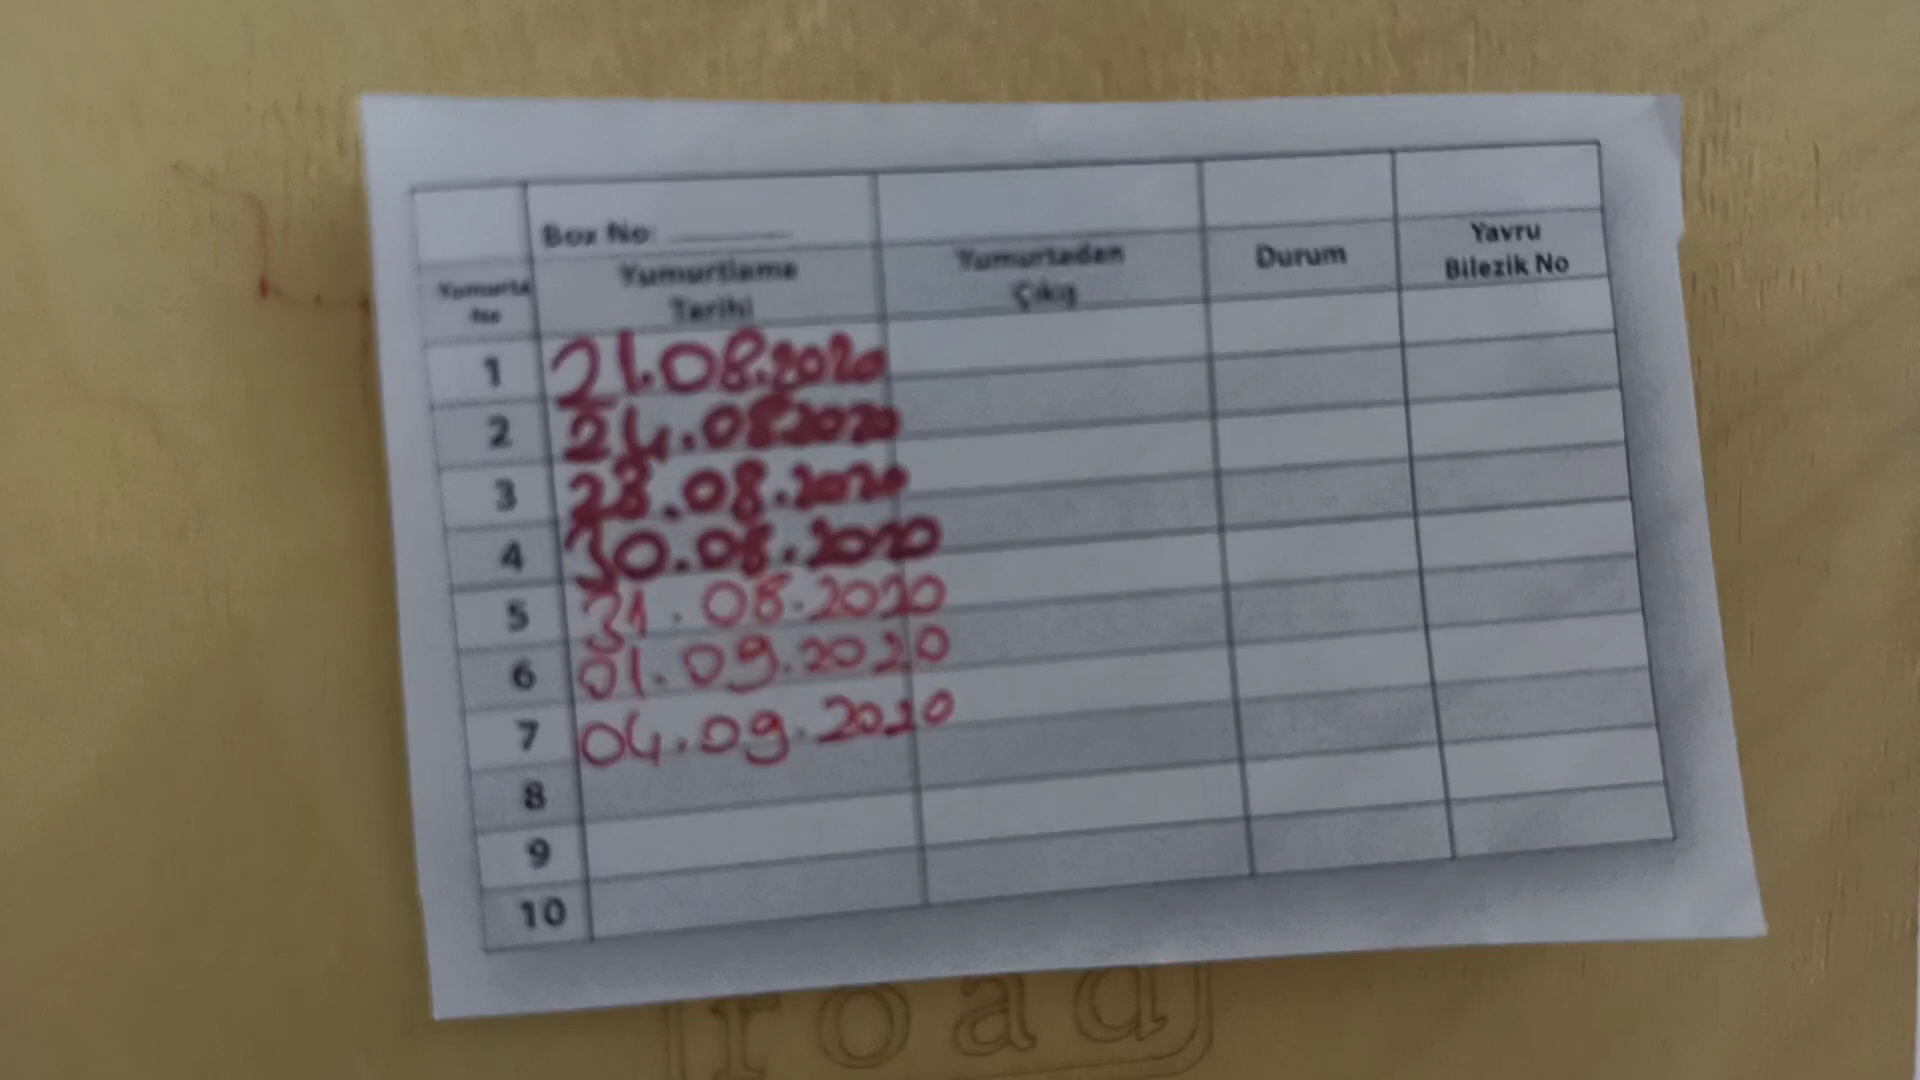 Box No:
Yumurta No
Yumurtlama Tarihi
Yumurtadan Çıkış
Durum
Yavru Bilezik No
1 21.08.2020
2 24.08.2020
3 28.08.2020
4 30.08.2020
5 31.08.2020
6 01.09.2020
7 04.09.2020
8
9
10
road